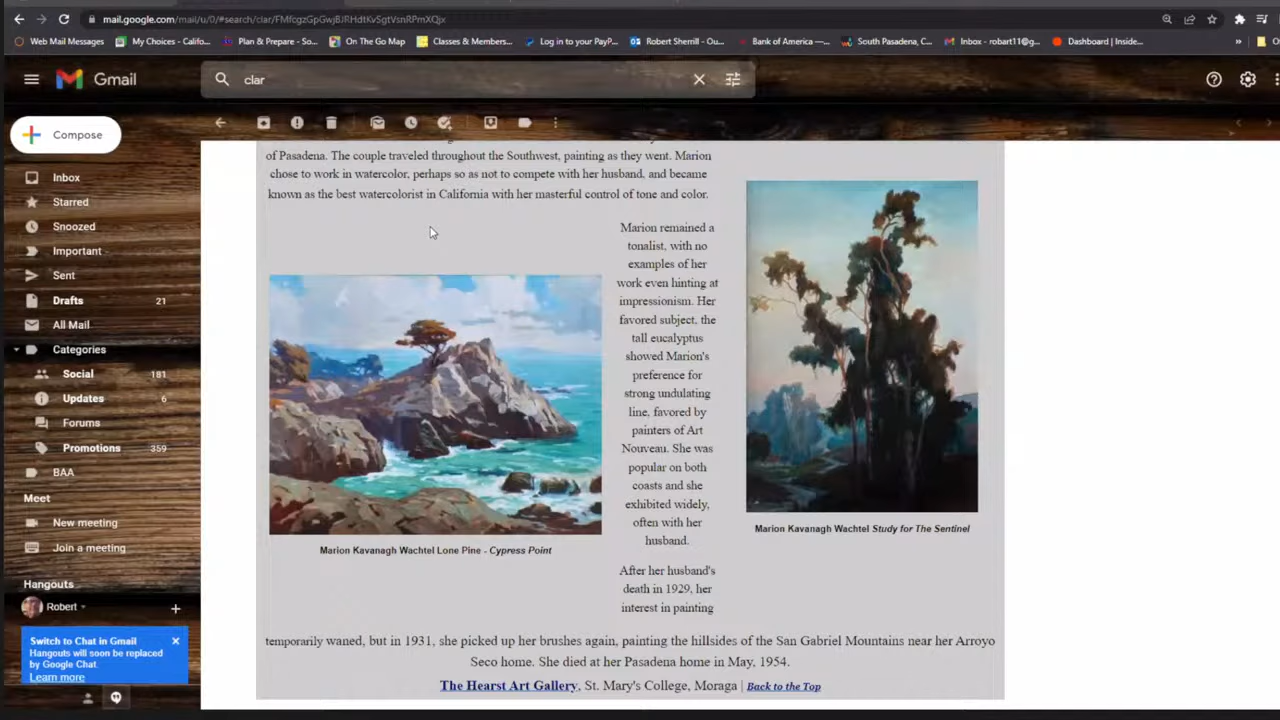 mail.google.com/mail/u/0/#search/clar/FMfcgzGpGwjBJRHdtKvSgtVsnRPmXQjx
Web Mail Messages
My Choices - Califo...
Plan & Prepare - So...
On The Go Map
Classes & Members...
Log in to your PayP...
Robert Sherrill - Ou...
Bank of America —...
South Pasadena, C...
Inbox - robart11@g...
Dashboard | Inside...
»
Gmail
clar
Compose
Inbox
Starred
Snoozed
Important
Sent
Drafts 21
All Mail
Categories
Social 181
Updates 6
Forums
Promotions 359
BAA
Meet
New meeting
Join a meeting
Hangouts
Robert
Switch to Chat in Gmail
Hangouts will soon be replaced
by Google Chat.
Learn more
of Pasadena. The couple traveled throughout the Southwest, painting as they went. Marion
chose to work in watercolor, perhaps so as not to compete with her husband, and became
known as the best watercolorist in California with her masterful control of tone and color.
Marion remained a
tonalist, with no
examples of her
work even hinting at
impressionism. Her
favored subject, the
tall eucalyptus
showed Marion's
preference for
strong undulating
line, favored by
painters of Art
Nouveau. She was
popular on both
coasts and she
exhibited widely,
often with her
husband.
Marion Kavanagh Wachtel Study for The Sentinel
Marion Kavanagh Wachtel Lone Pine - Cypress Point
After her husband's
death in 1929, her
interest in painting
temporarily waned, but in 1931, she picked up her brushes again, painting the hillsides of the San Gabriel Mountains near her Arroyo
Seco home. She died at her Pasadena home in May, 1954.
The Hearst Art Gallery, St. Mary's College, Moraga | Back to the Top